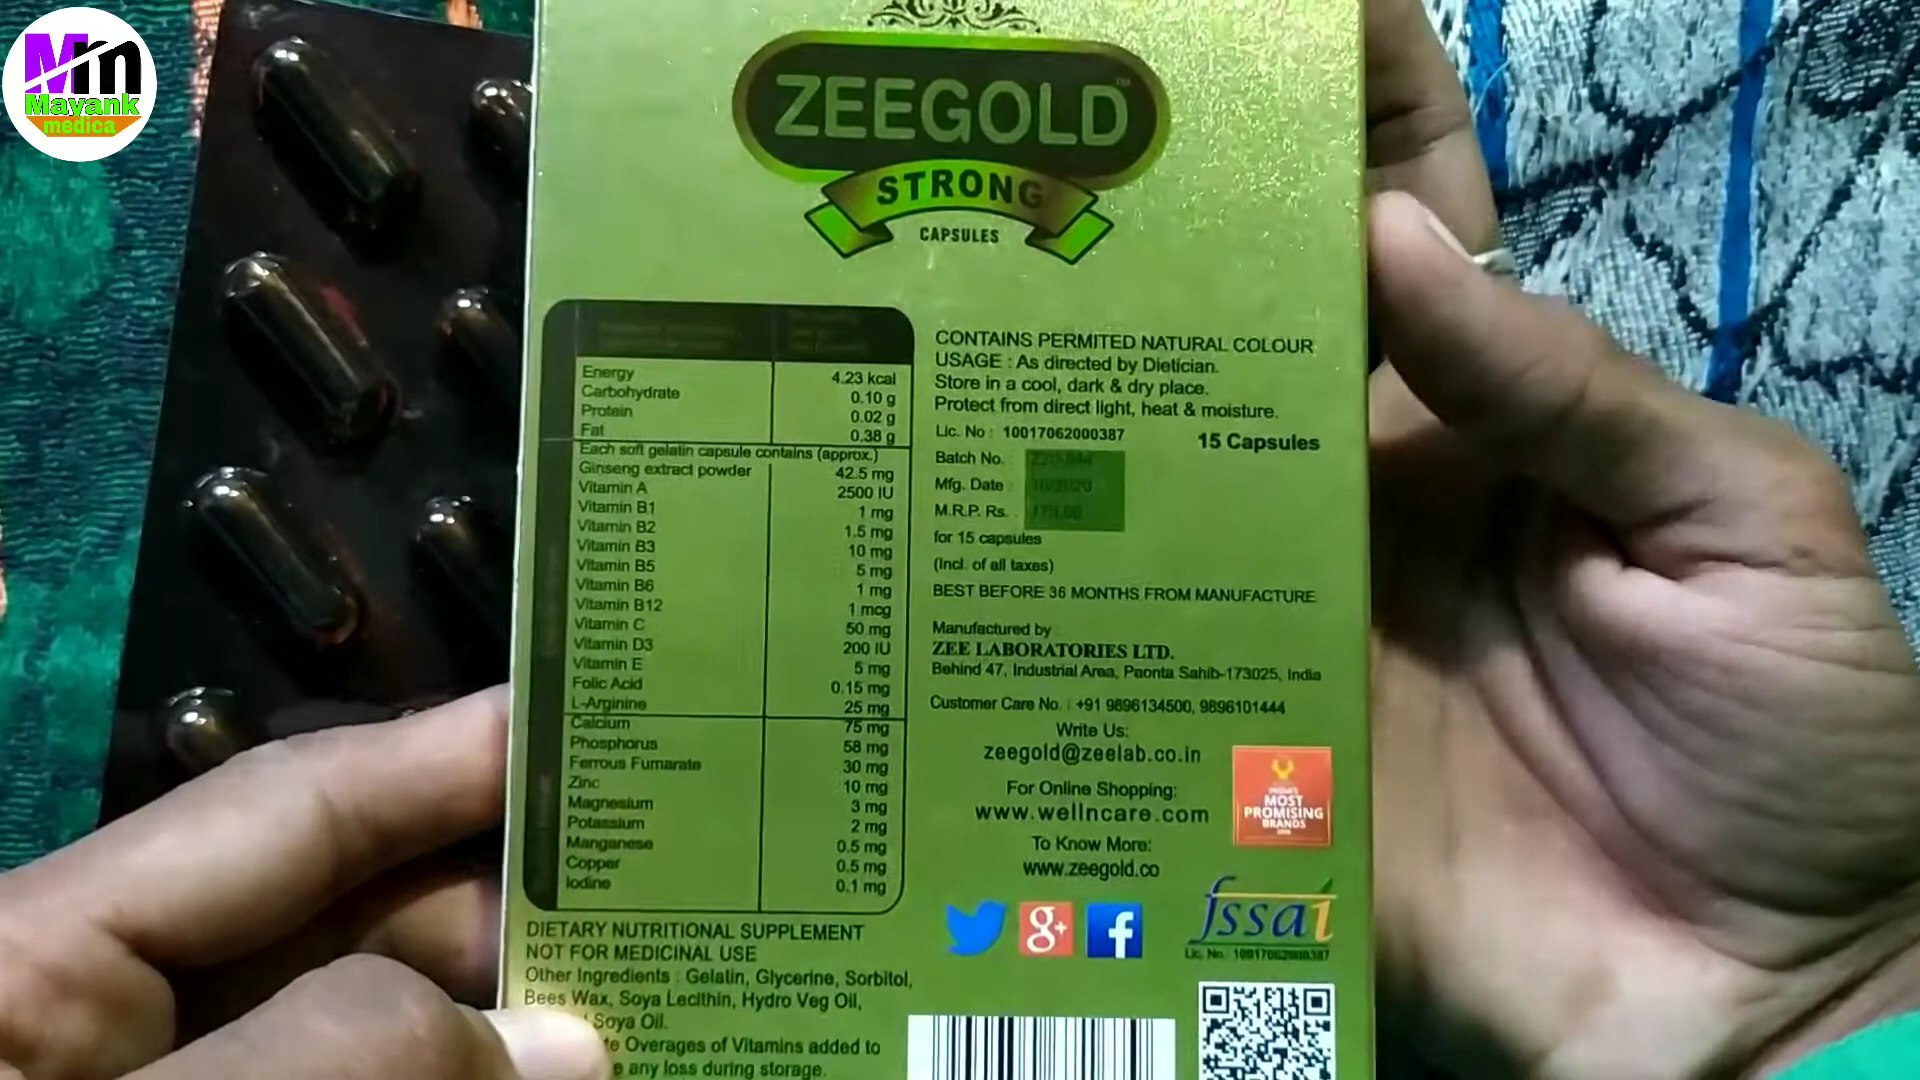 Mm
Mayank
medica
ZEEGOLD™
STRONG
CAPSULES
Energy 4.23 kcal
Carbohydrate 0.10 g
Protein 0.02 g
Fat 0.38 g
Each soft gelatin capsule contains (approx.)
Ginseng extract powder 42.5 mg
Vitamin A 2500 IU
Vitamin B1 1 mg
Vitamin B2 1.5 mg
Vitamin B3 10 mg
Vitamin B5 5 mg
Vitamin B6 1 mg
Vitamin B12 1 mcg
Vitamin C 50 mg
Vitamin D3 200 IU
Vitamin E 5 mg
Folic Acid 0.15 mg
L-Arginine 25 mg
Calcium 75 mg
Phosphorus 58 mg
Ferrous Fumarate 30 mg
Zinc 10 mg
Magnesium 3 mg
Potassium 2 mg
Manganese 0.5 mg
Copper 0.5 mg
Iodine 0.1 mg
DIETARY NUTRITIONAL SUPPLEMENT
NOT FOR MEDICINAL USE
Other Ingredients : Gelatin, Glycerine, Sorbitol,
Bees Wax, Soya Lecithin, Hydro Veg Oil,
Soya Oil.
Overages of Vitamins added to
any loss during storage.
CONTAINS PERMITED NATURAL COLOUR
USAGE : As directed by Dietician.
Store in a cool, dark & dry place.
Protect from direct light, heat & moisture.
Lic. No : 10017062000387
15 Capsules
Batch No. :
Mfg. Date : 10/2020
M.R.P. Rs. :
for 15 capsules
(Incl. of all taxes)
BEST BEFORE 36 MONTHS FROM MANUFACTURE
Manufactured by :
ZEE LABORATORIES LTD.
Behind 47, Industrial Area, Paonta Sahib-173025, India
Customer Care No. : +91 9896134500, 9896101444
Write Us:
zeegold@zeelab.co.in
For Online Shopping:
www.wellncare.com
To Know More:
www.zeegold.co
INDIA'S
MOST
PROMISING
BRANDS
g+
f
fssai
Lic. No. 10017062000387